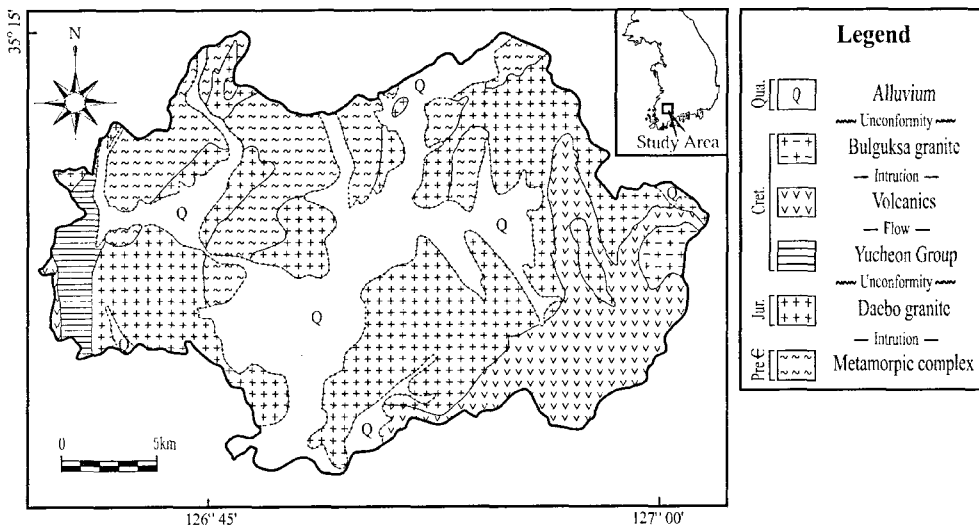 35° 15'
N
Q
Q
Q
Q
Q
Q
Q
Study Area
0 5km
126° 45'
127° 00'
Legend
Qua.
Q Alluvium
Unconformity
Bulguksa granite
Intrution
Cret.
Volcanics
Flow
Yucheon Group
Unconformity
Jur.
Daebo granite
Intrution
Pre Є
Metamorpic complex